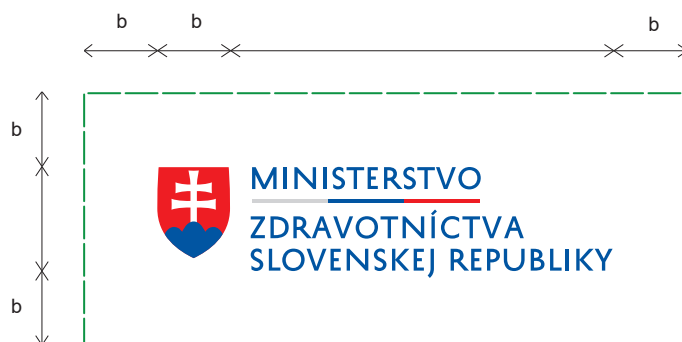 b b b
b
MINISTERSTVO
ZDRAVOTNÍCTVA
SLOVENSKEJ REPUBLIKY
b